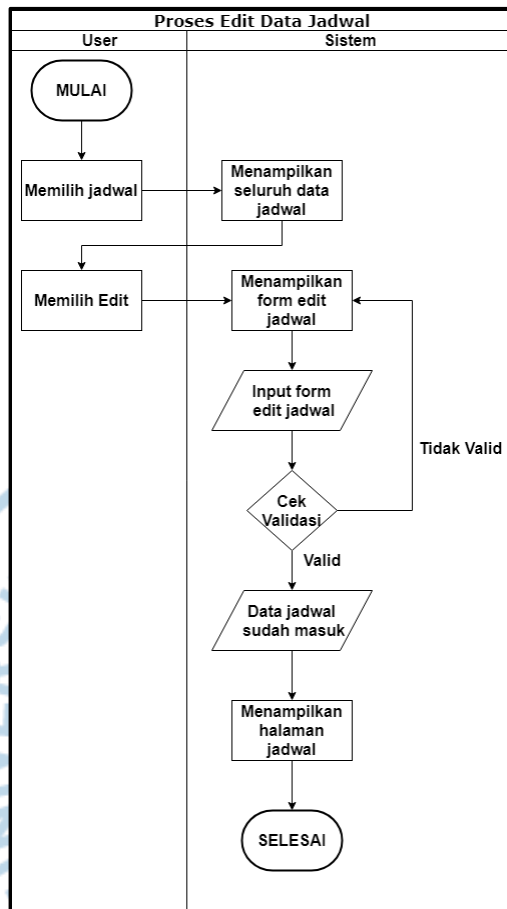 Proses Edit Data Jadwal
User
Sistem
MULAI
Memilih jadwal
Menampilkan
seluruh data
jadwal
Memilih Edit
Menampilkan
form edit
jadwal
Input form
edit jadwal
Tidak Valid
Cek
Validasi
Valid
Data jadwal
sudah masuk
Menampilkan
halaman
jadwal
SELESAI